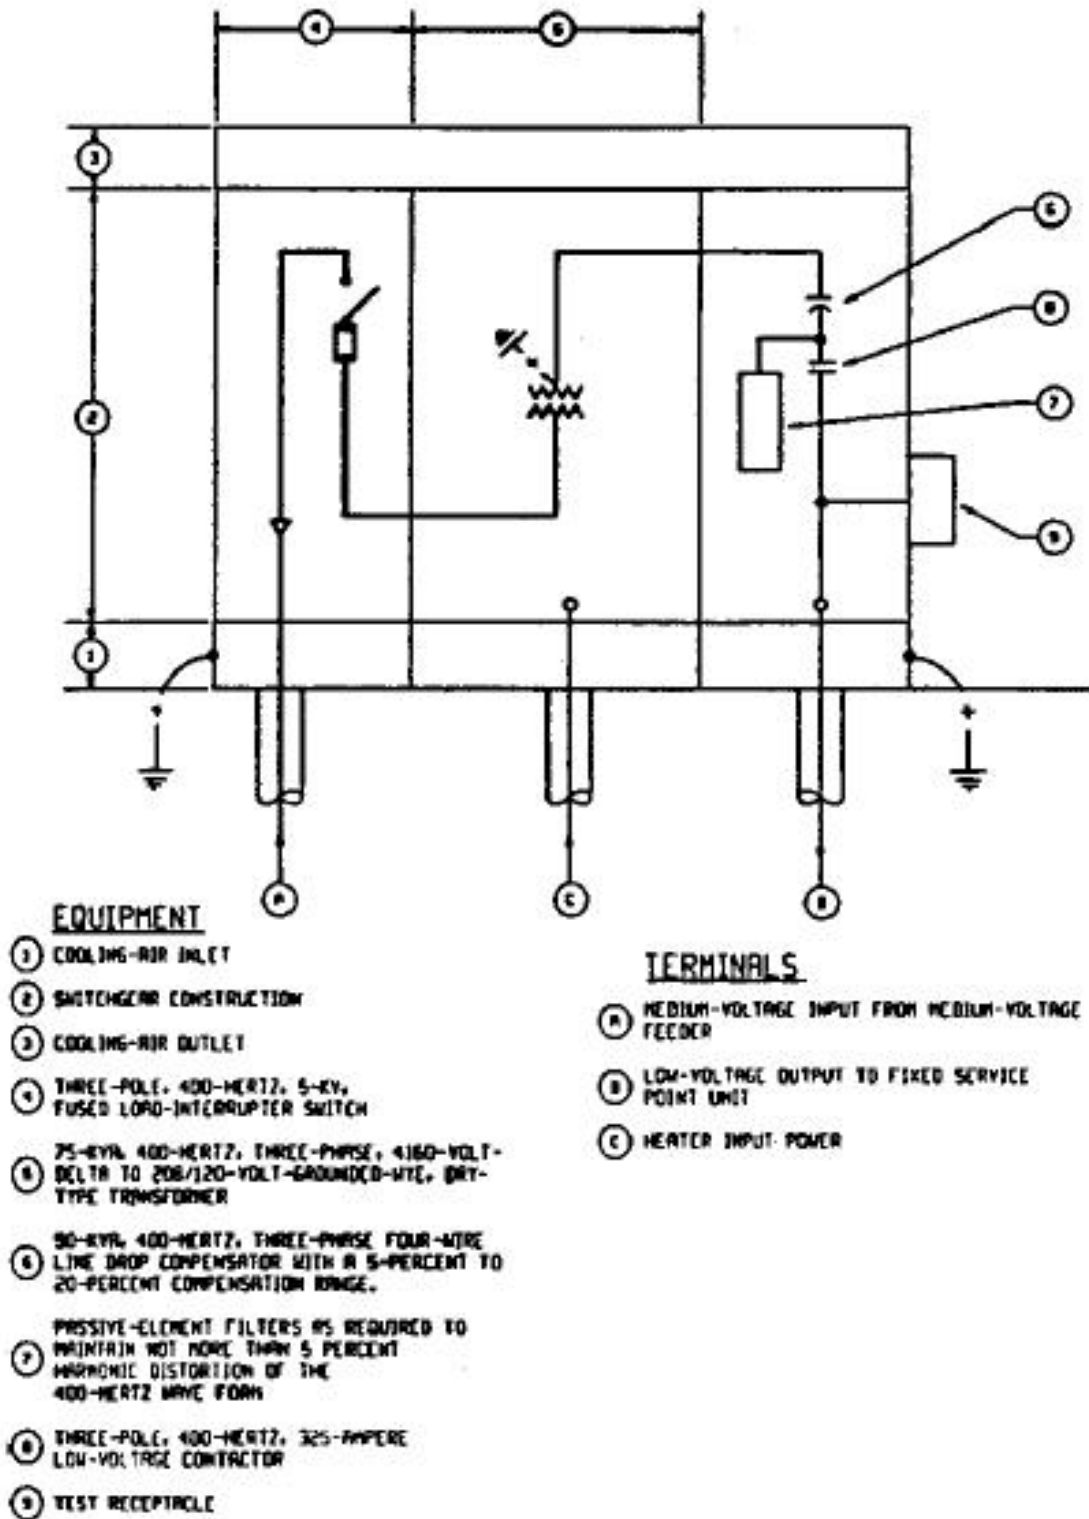 4
5
3
6
8
2
7
9
1
A
C
B
EQUIPMENT
1 COOLING-AIR INLET
2 SWITCHGEAR CONSTRUCTION
3 COOLING-AIR OUTLET
4 THREE-POLE, 400-HERTZ, 5-KV,
FUSED LOAD-INTERRUPTER SWITCH
5 75-KVA, 400-HERTZ, THREE-PHASE, 4160-VOLT-
DELTA TO 208/120-VOLT-GROUNDED-WYE, DRY-
TYPE TRANSFORMER
6 90-KVA, 400-HERTZ, THREE-PHASE FOUR-WIRE
LINE DROP COMPENSATOR WITH A 5-PERCENT TO
20-PERCENT COMPENSATION RANGE.
7 PASSIVE-ELEMENT FILTERS AS REQUIRED TO
MAINTAIN NOT MORE THAN 5 PERCENT
HARMONIC DISTORTION OF THE
400-HERTZ WAVE FORM
8 THREE-POLE, 400-HERTZ, 325-AMPERE
LOW-VOLTAGE CONTACTOR
9 TEST RECEPTACLE
TERMINALS
A MEDIUM-VOLTAGE INPUT FROM MEDIUM-VOLTAGE
FEEDER
B LOW-VOLTAGE OUTPUT TO FIXED SERVICE
POINT UNIT
C HEATER INPUT POWER